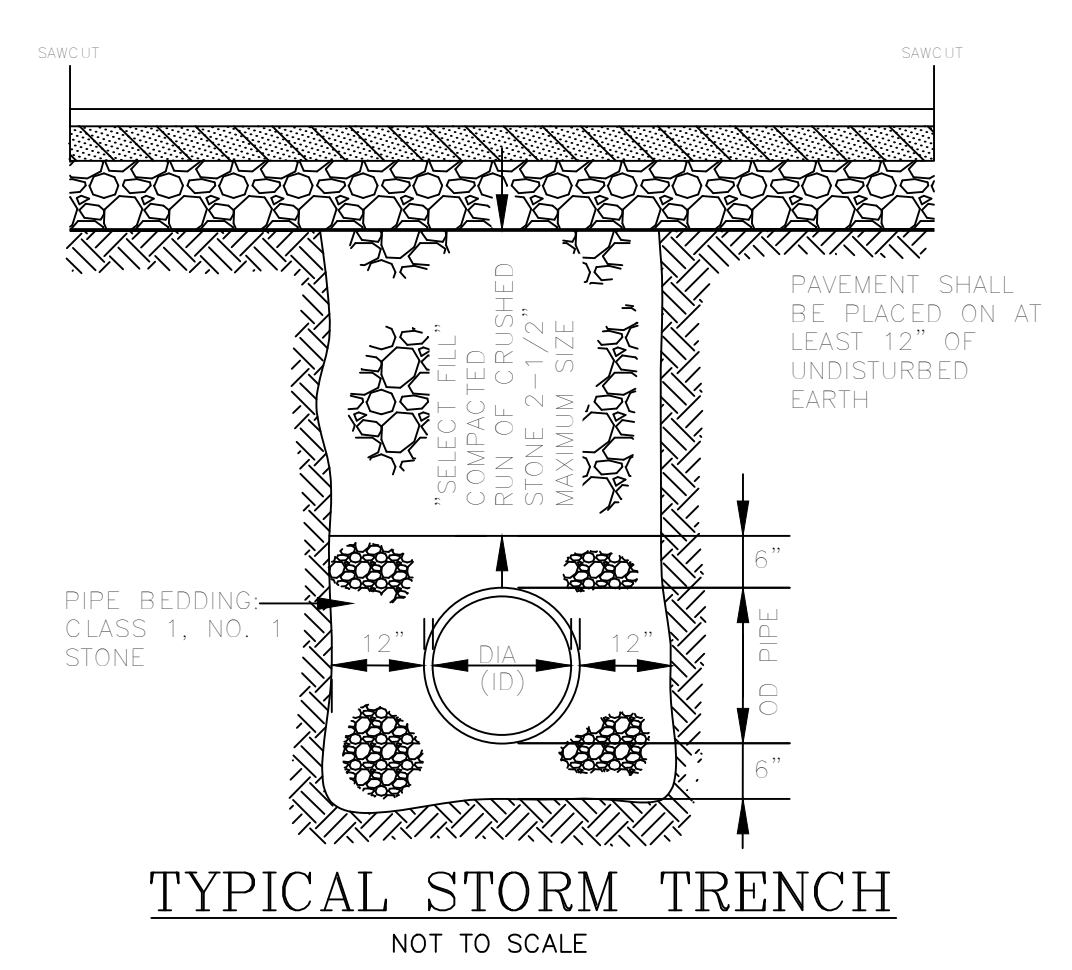 SAWCUT
SAWCUT
PAVEMENT SHALL
BE PLACED ON AT
LEAST 12" OF
UNDISTURBED
EARTH
"SELECT FILL"
COMPACTED
RUN OF CRUSHED
STONE 2-1/2"
MAXIMUM SIZE
6"
PIPE BEDDING:
CLASS 1, NO. 1
STONE
12"
DIA
(ID)
12"
OD PIPE
6"
TYPICAL STORM TRENCH
NOT TO SCALE